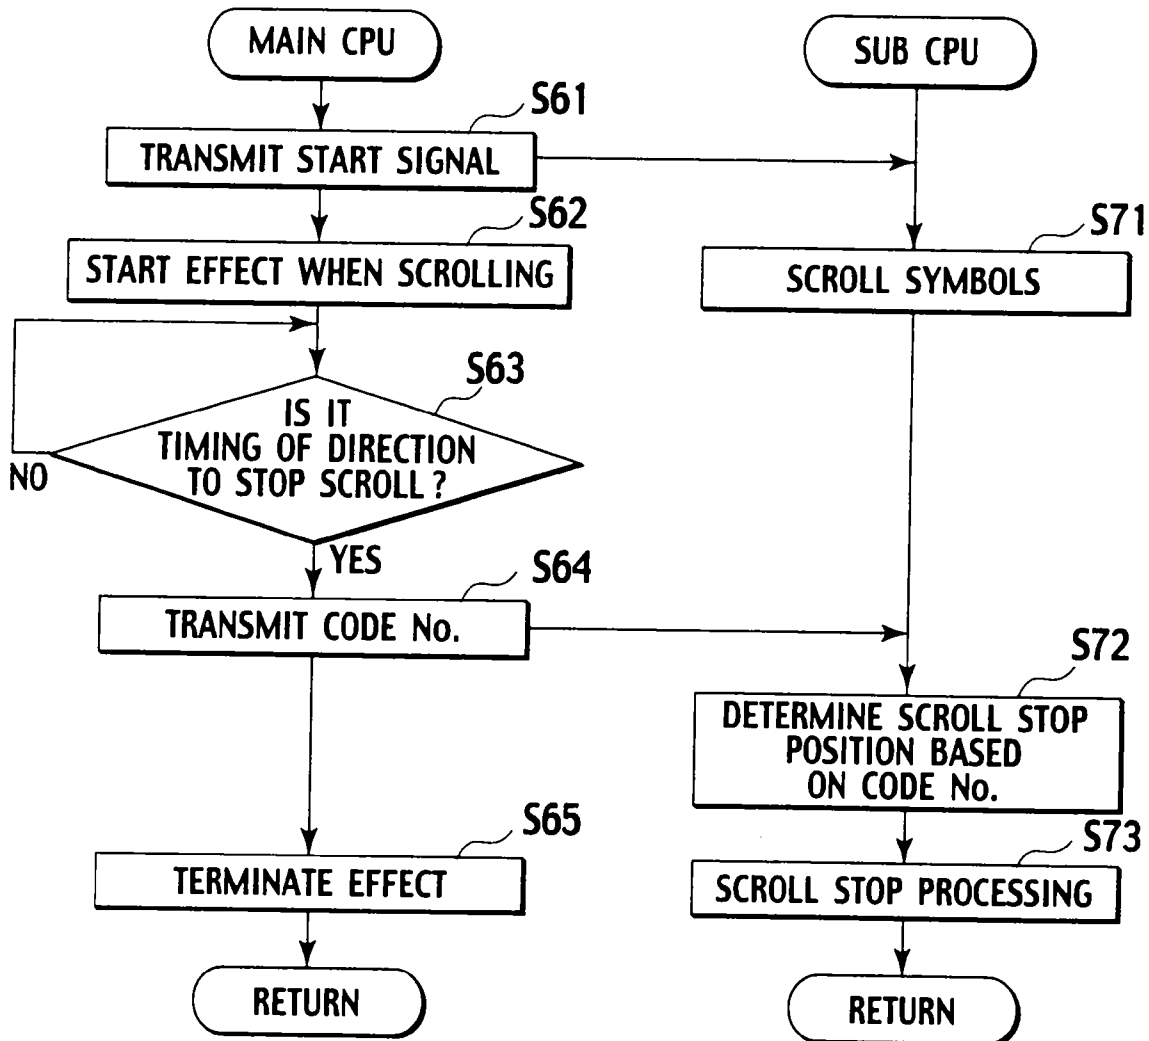 MAIN CPU
SUB CPU
S61
TRANSMIT START SIGNAL
S62
START EFFECT WHEN SCROLLING
S71
SCROLL SYMBOLS
S63
IS IT
TIMING OF DIRECTION
TO STOP SCROLL?
NO
YES
S64
TRANSMIT CODE No.
S72
DETERMINE SCROLL STOP
POSITION BASED
ON CODE No.
S65
TERMINATE EFFECT
S73
SCROLL STOP PROCESSING
RETURN
RETURN